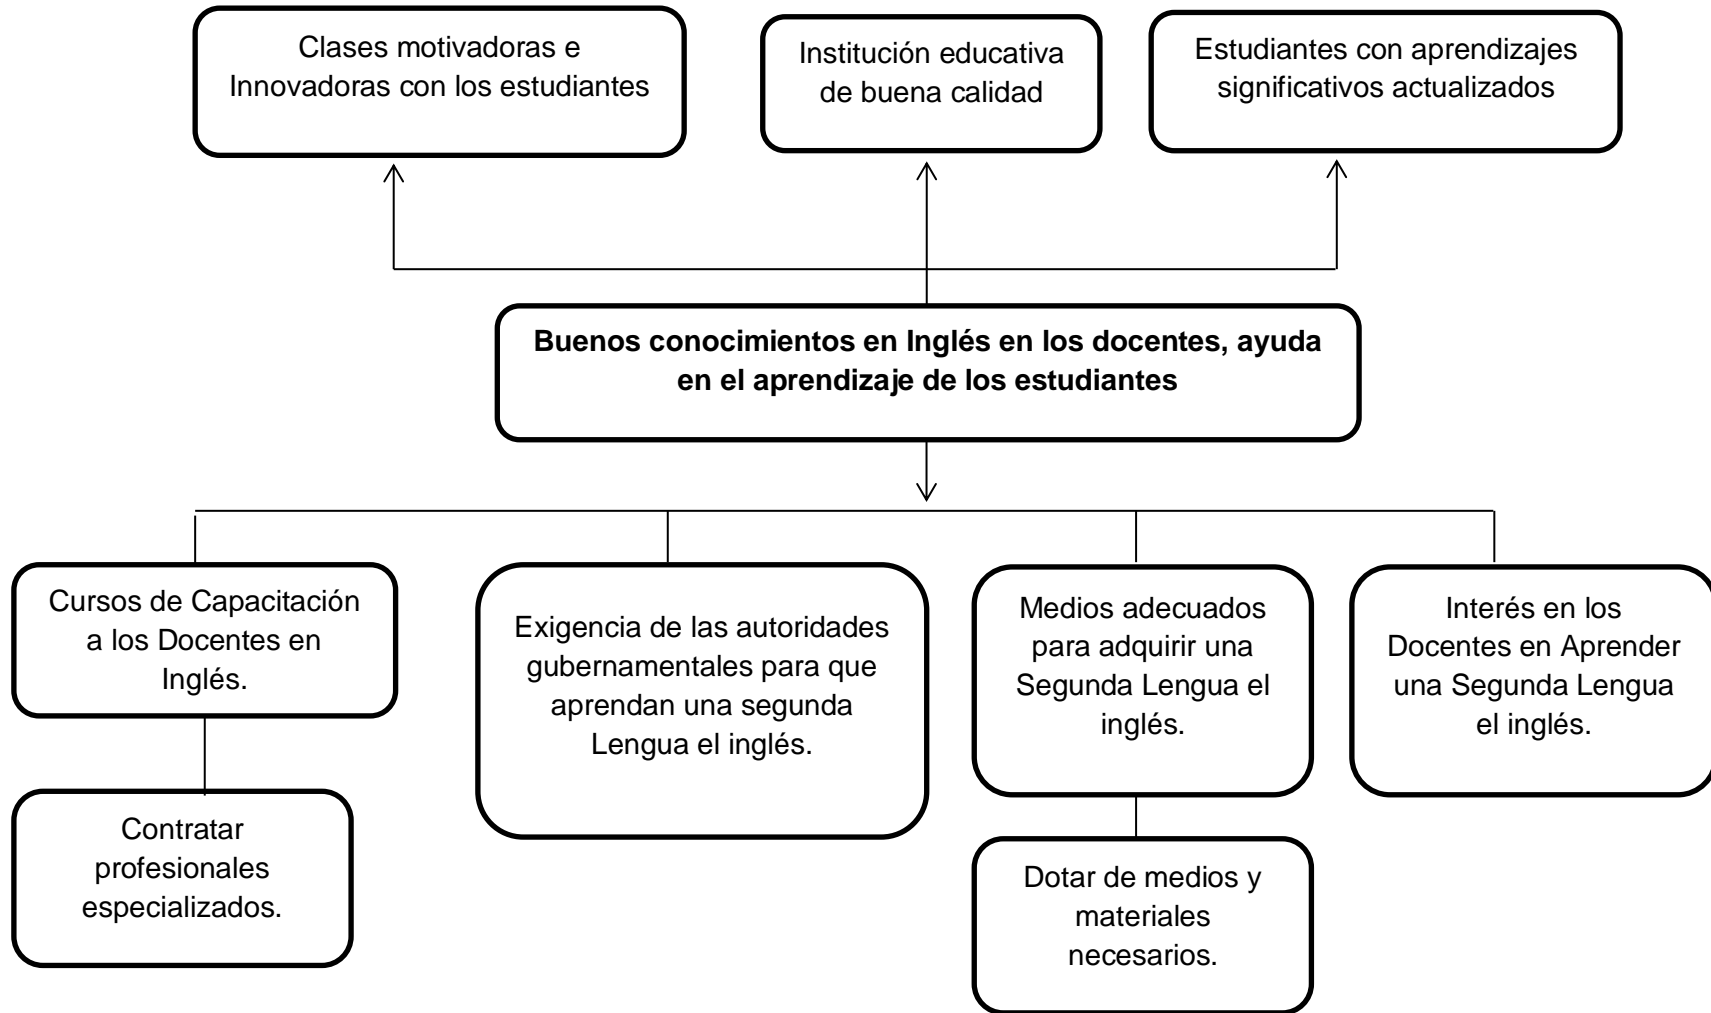 Clases motivadoras e
Innovadoras con los estudiantes
Institución educativa
de buena calidad
Estudiantes con aprendizajes
significativos actualizados
Buenos conocimientos en Inglés en los docentes, ayuda
en el aprendizaje de los estudiantes
Cursos de Capacitación
a los Docentes en
Inglés.
Exigencia de las autoridades
gubernamentales para que
aprendan una segunda
Lengua el inglés.
Medios adecuados
para adquirir una
Segunda Lengua el
inglés.
Interés en los
Docentes en Aprender
una Segunda Lengua
el inglés.
Contratar
profesionales
especializados.
Dotar de medios y
materiales
necesarios.